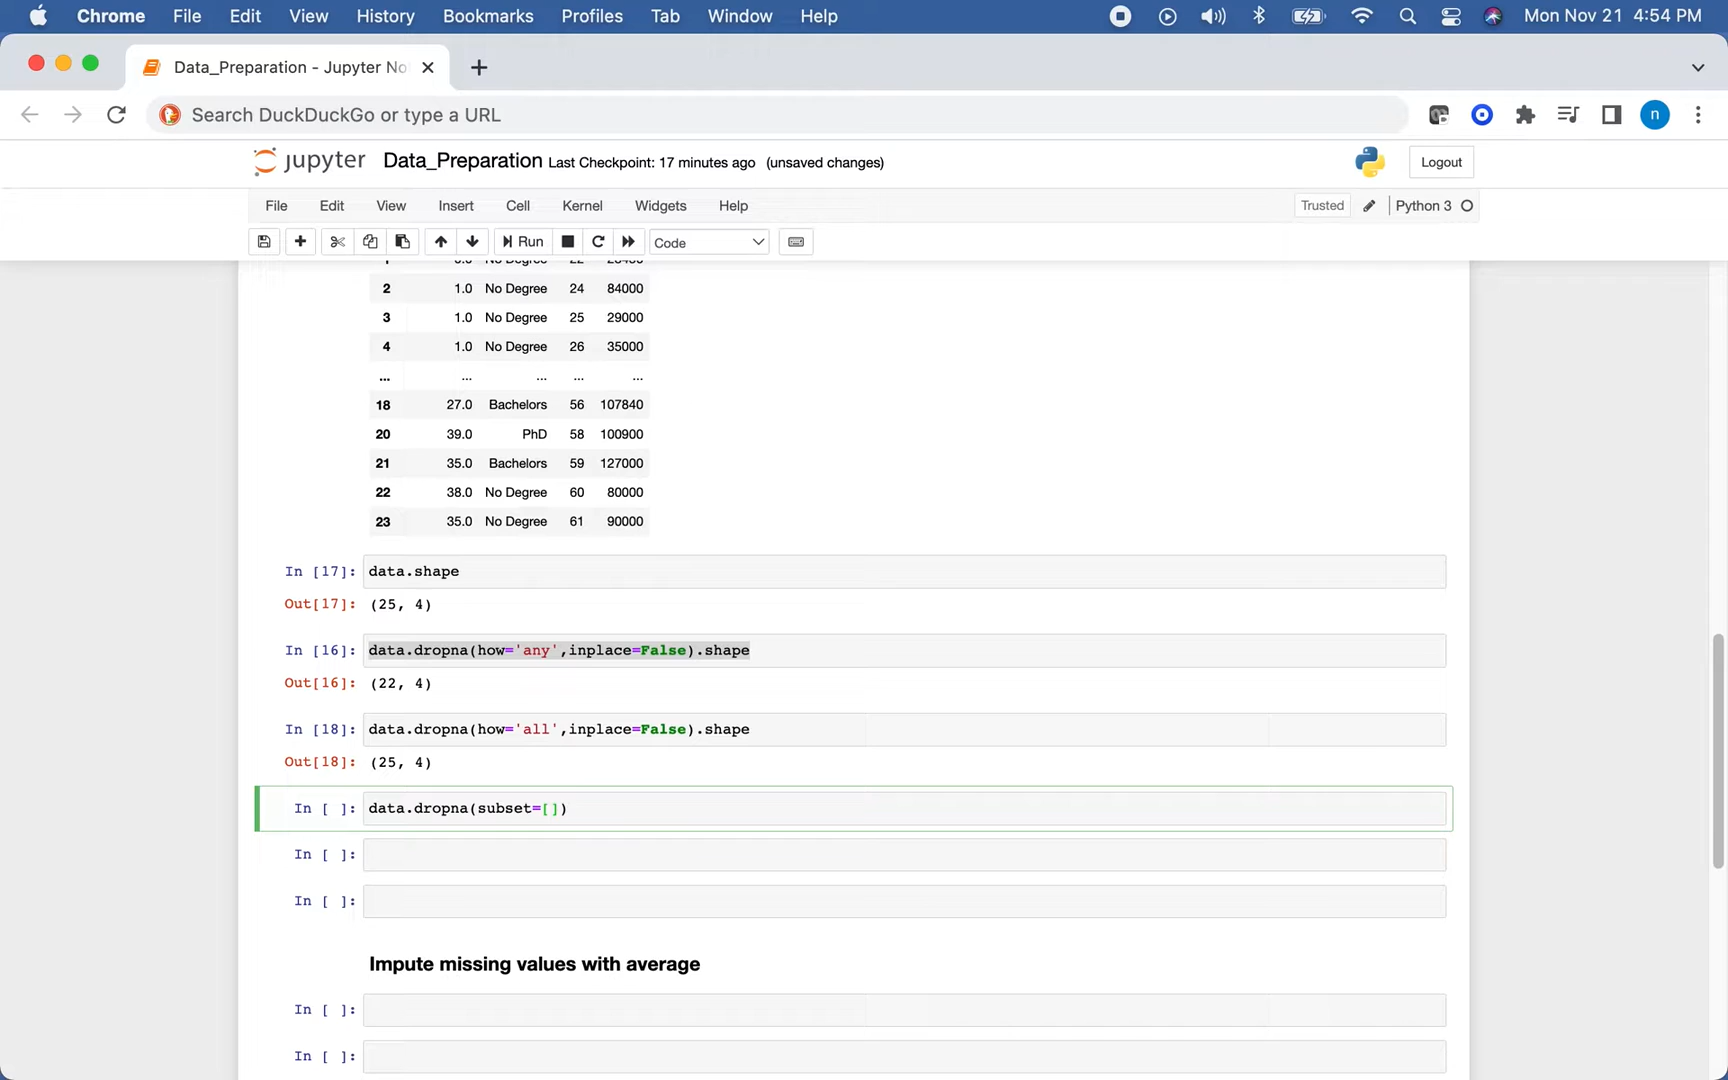 Chrome File Edit View History Bookmarks Profiles Tab Window Help Mon Nov 21 4:54 PM
Data_Preparation - Jupyter No
Search DuckDuckGo or type a URL n
jupyter Data_Preparation Last Checkpoint: 17 minutes ago (unsaved changes) Logout
File Edit View Insert Cell Kernel Widgets Help Trusted Python 3
Run Code
No Degree
2 1.0 No Degree 24 84000
3 1.0 No Degree 25 29000
4 1.0 No Degree 26 35000
... ... ... ... ...
18 27.0 Bachelors 56 107840
20 39.0 PhD 58 100900
21 35.0 Bachelors 59 127000
22 38.0 No Degree 60 80000
23 35.0 No Degree 61 90000
In [17]: data.shape
Out[17]: (25, 4)
In [16]: data.dropna(how='any',inplace=False).shape
Out[16]: (22, 4)
In [18]: data.dropna(how='all',inplace=False).shape
Out[18]: (25, 4)
In [ ]: data.dropna(subset=[])
In [ ]:
In [ ]:
Impute missing values with average
In [ ]:
In [ ]: